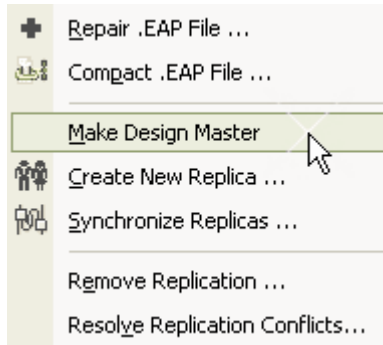 Repair .EAP File ...
Compact .EAP File ...
Make Design Master
Create New Replica ...
Synchronize Replicas ...
Remove Replication ...
Resolve Replication Conflicts...